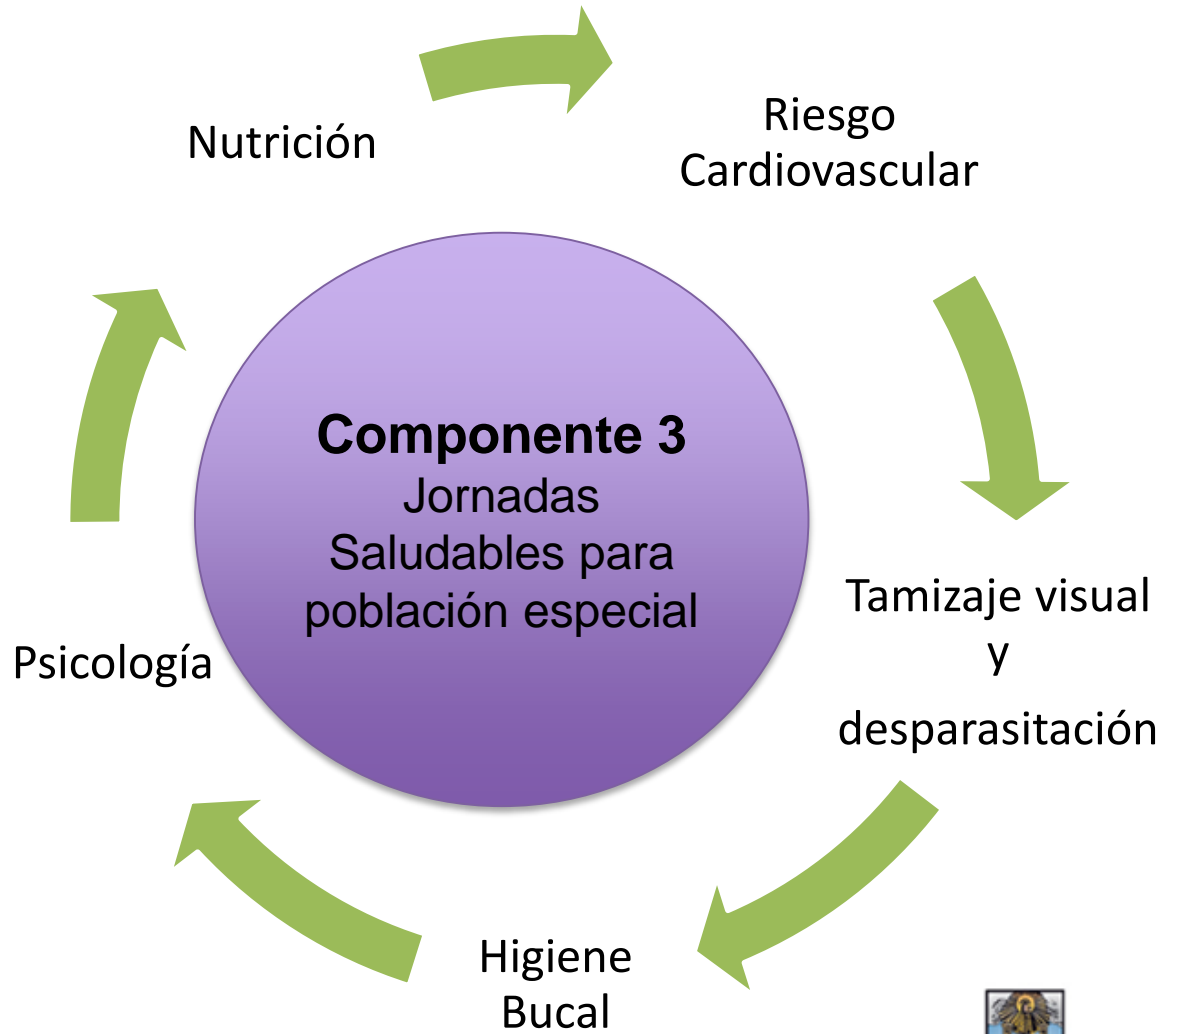 Nutrición
Riesgo
Cardiovascular
Componente 3
Jornadas
Saludables para
población especial
Tamizaje visual
y
desparasitación
Psicología
Higiene
Bucal